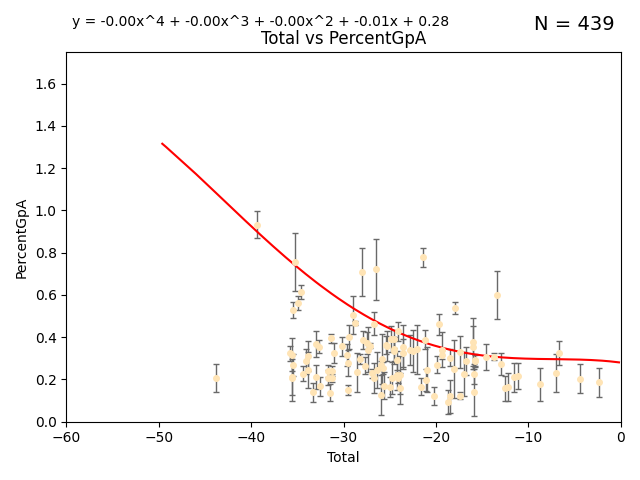 y = -0.00x^4 + -0.00x^3 + -0.00x^2 + -0.01x + 0.28
N = 439
Total vs PercentGpA
PercentGpA
1.6
1.4
1.2
1.0
0.8
0.6
0.4
0.2
0.0
−60 −50 −40 −30 −20 −10 0
Total